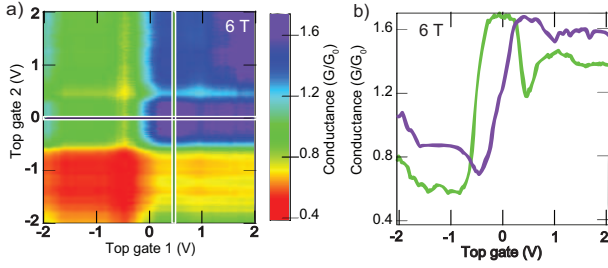 a)
6 T
Top gate 2 (V)
2
1
0
-1
-2
-2
-1
0
1
2
Top gate 1 (V)
1.6
1.2
0.8
0.4
Conductance (G/G0)
b)
6 T
Conductance (G/G0)
1.6
1.2
0.8
0.4
-2
-1
0
1
2
Top gate (V)